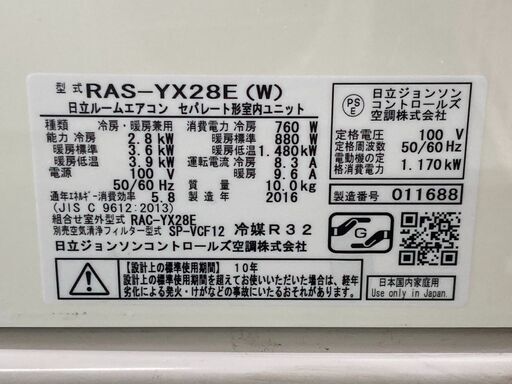 型式 RAS-YX28E (W)
日立ルームエアコン セパレート形室内ユニット
種類 冷房・暖房兼用
能力 冷房 2.8 kW
暖房標準 3.6 kW
暖房低温 3.9 kW
電源 100 V
50/60 Hz
消費電力 冷房 760 W
暖房標準 880 W
暖房低温 1.480 kW
運転電流 冷房 8.3 A
暖房 9.6 A
質量 10.0 kg
通年エネルギー消費効率 5.8
2016 年製
(JIS C 9612:2013)
組合せ室外型式 RAC-YX28E
別売空気清浄フィルター型式 SP-VCF12 冷媒R32
日立ジョンソンコントロールズ空調株式会社
【設計上の標準使用期間】 10年
設計上の標準使用期間を超えてお使いいただいた場合は、経年
劣化による発火・けがなどの事故にいたるおそれがあります。
PS
E
日立ジョンソン
コントロールズ
空調株式会社
定格電圧 100 V
定格周波数 50/60 Hz
電動機の定
格消費電力 1.170 kW
製造番号 011688
G
日本国内家庭用
Use only in Japan.